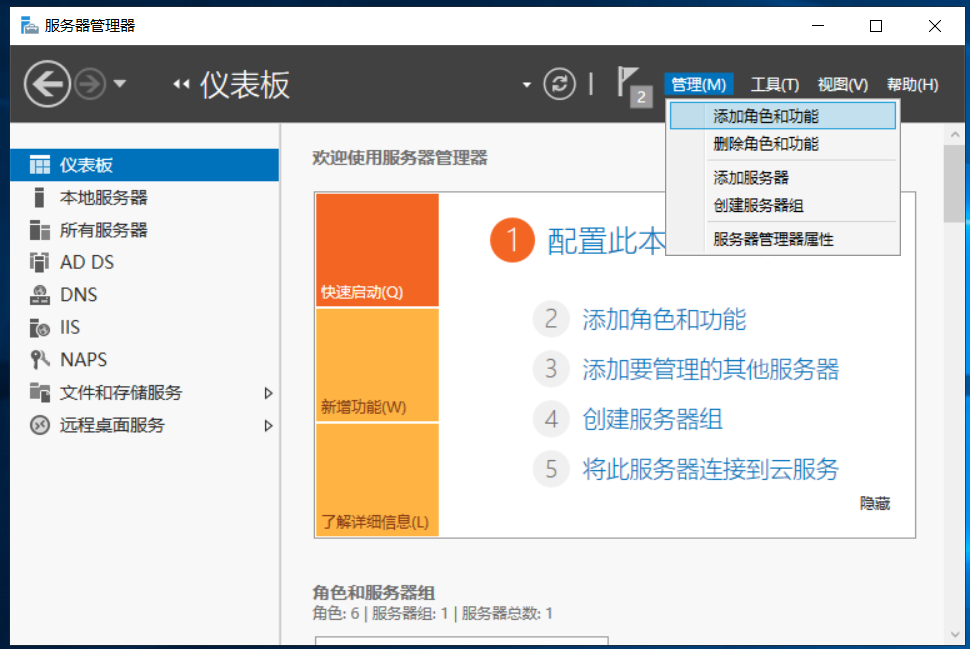 服务器管理器
仪表板
2
管理(M) 工具(T) 视图(V) 帮助(H)
添加角色和功能
删除角色和功能
添加服务器
创建服务器组
服务器管理器属性
仪表板
本地服务器
所有服务器
AD DS
DNS
IIS
NAPS
文件和存储服务
远程桌面服务
欢迎使用服务器管理器
快速启动(Q)
新增功能(W)
了解详细信息(L)
1 配置此本
2 添加角色和功能
3 添加要管理的其他服务器
4 创建服务器组
5 将此服务器连接到云服务
隐藏
角色和服务器组
角色: 6 | 服务器组: 1 | 服务器总数: 1